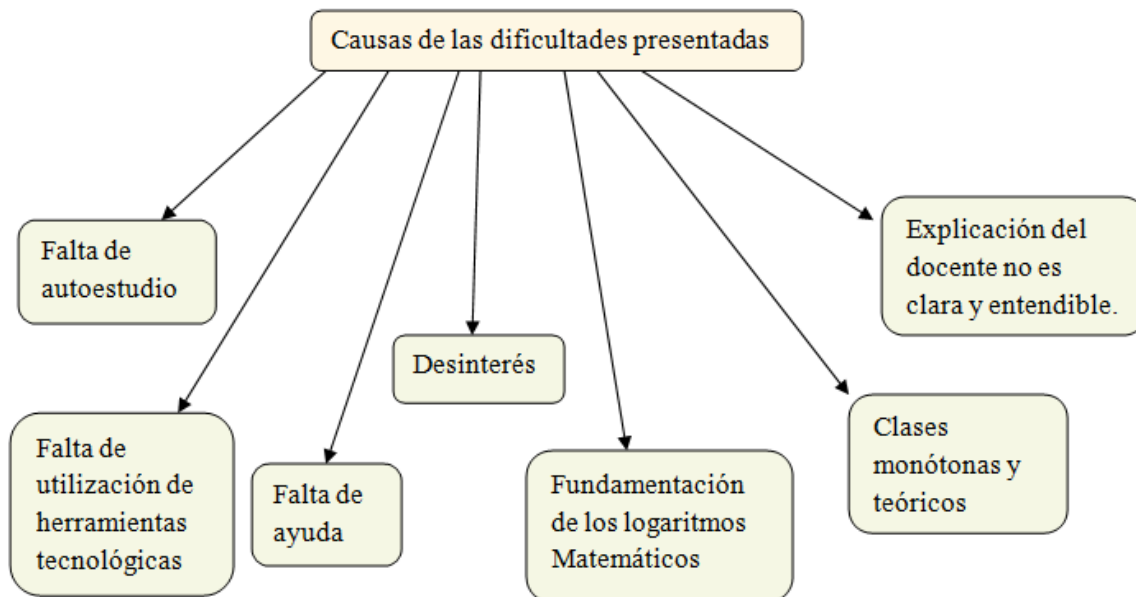 Causas de las dificultades presentadas
Falta de
autoestudio
Falta de
utilización de
herramientas
tecnológicas
Falta de
ayuda
Desinterés
Fundamentación
de los logaritmos
Matemáticos
Clases
monótonas y
teóricos
Explicación del
docente no es
clara y entendible.